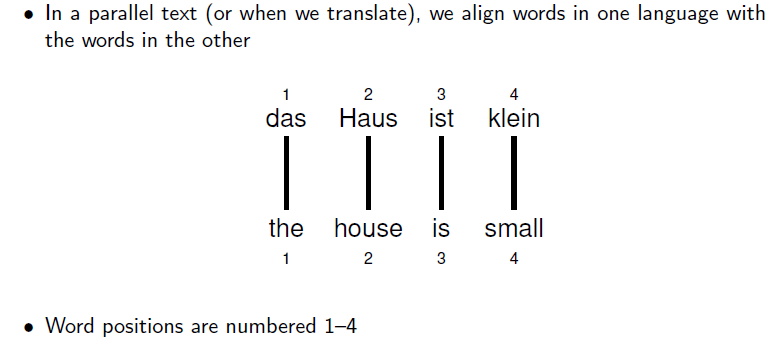 • In a parallel text (or when we translate), we align words in one language with
the words in the other
1 2 3 4
das Haus ist klein
the house is small
1 2 3 4
• Word positions are numbered 1–4